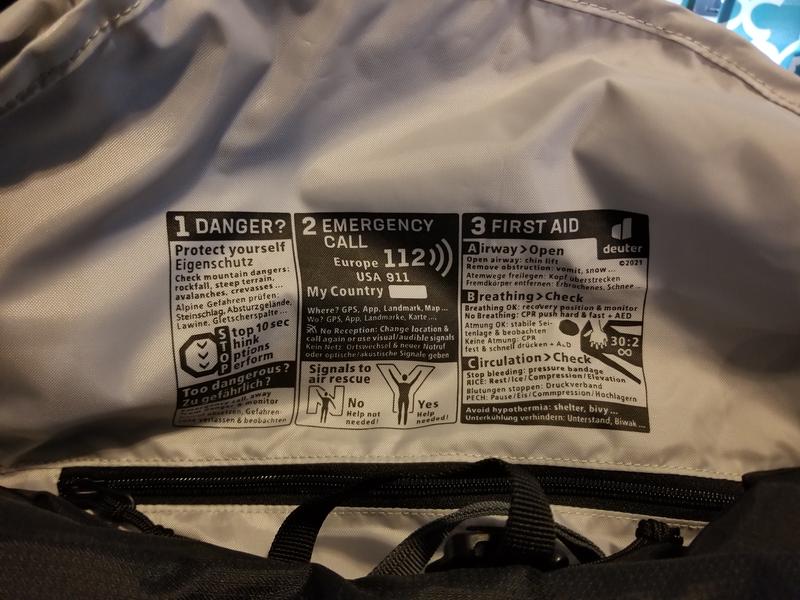 1 DANGER?
Protect yourself
Eigenschutz
Check mountain dangers:
rockfall, steep terrain,
avalanches, crevasses...
Alpine Gefahren prüfen:
Steinschlag, Absturzgelände,
Lawine, Gletscherspalte...
Stop 10 sec
Think
Options
Perform
Too dangerous?
Zu gefährlich?
call, away
& monitor
Gefahren-
verlassen & beobachten
2 EMERGENCY
CALL
Europe 112
USA 911
My Country
Where? GPS, App, Landmark, Map...
Wo? GPS, App, Landmarke, Karte,...
No Reception: Change location &
call again or use visual/audible signals
Kein Netz: Ortswechsel & neuer Notruf
oder optische/akustische Signale geben
Signals to
air rescue
N No
Help not
needed!
Y Yes
Help
needed!
3 FIRST AID
deuter
©2021
Airway > Open
Open airway: chin lift
Remove obstruction: vomit, snow...
Atemwege freilegen: Kopf überstrecken
Fremdkörper entfernen: Erbrochenes, Schnee
Breathing > Check
Breathing OK: recovery position & monitor
No Breathing: CPR push hard & fast + AED
Atmung OK: stabile Sei-
tenlage & beobachten
Keine Atmung: CPR
fest & schnell drücken + AED
30:2
∞
Circulation > Check
Stop bleeding: pressure bandage
RICE: Rest/Ice/Compression/Elevation
Blutungen stoppen: Druckverband
PECH: Pause/Eis/Commpression/Hochlagern
Avoid hypothermia: shelter, bivy...
Unterkühlung verhindern: Unterstand, Biwak...